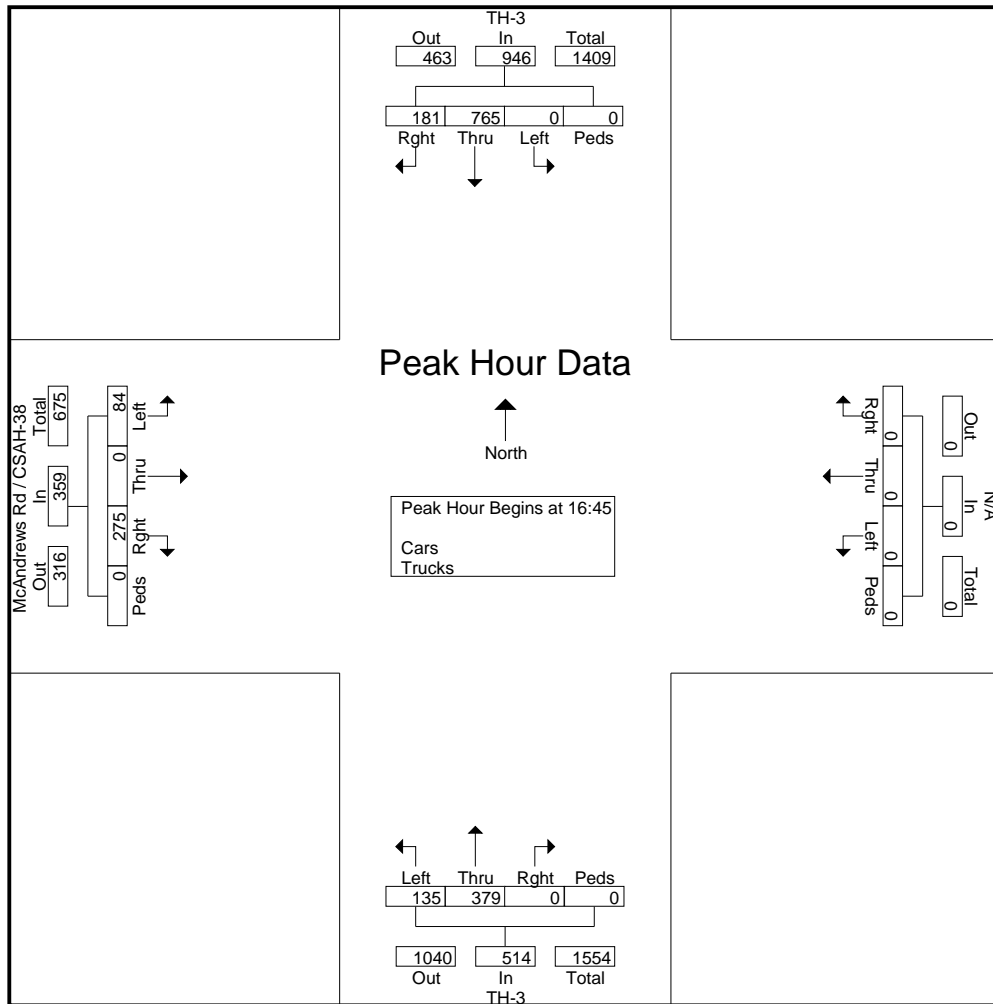 TH-3
Out In Total
463 946 1409
181 765 0 0
Rght Thru Left Peds
Peak Hour Data
North
Peak Hour Begins at 16:45
Cars
Trucks
McAndrews Rd / CSAH-38
Out In Total
316 359 675
Left Thru Rght Peds
84 0 275 0
Rght Thru Left Peds
0 0 0 0
Out In Total
0 0 0
N/A
Left Thru Rght Peds
135 379 0 0
1040 514 1554
Out In Total
TH-3